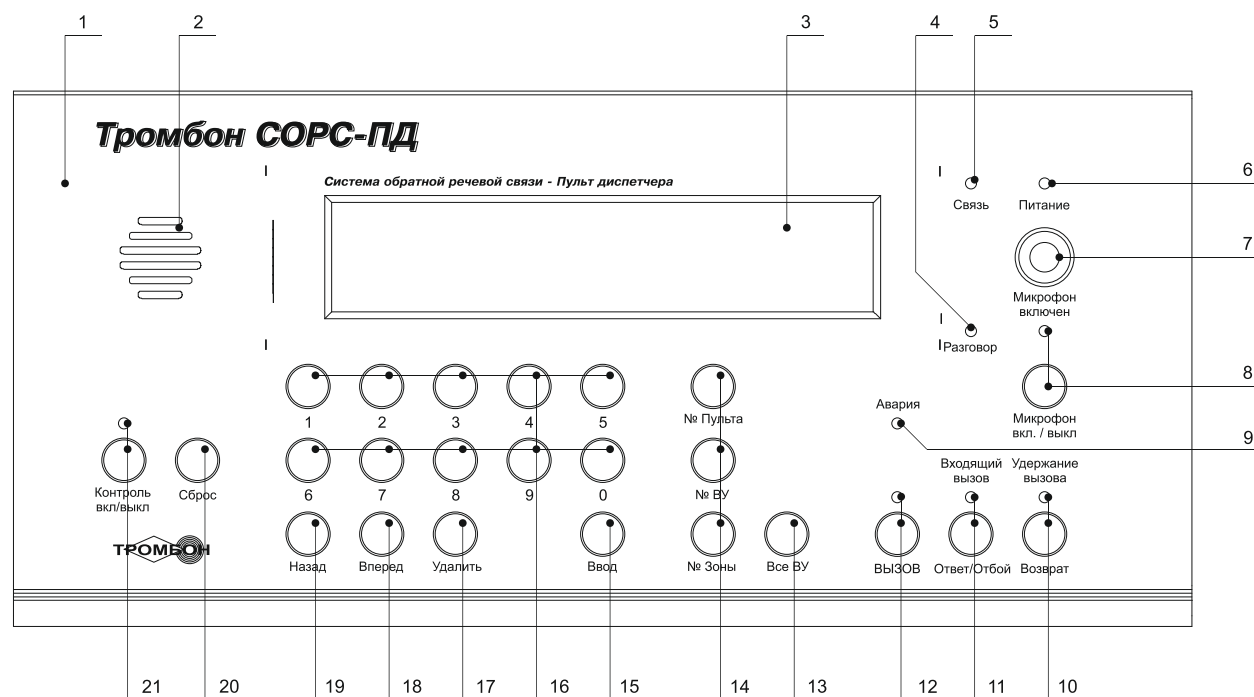 1 2 3 4 5
Тромбон СОРС-ПД
Система обратной речевой связи - Пульт диспетчера
6
Связь Питание
7
Микрофон
включен
Разговор
8
1 2 3 4 5 № Пульта
Авария
Микрофон
вкл. / выкл
9
Входящий
вызов
Удержание
вызова
Контроль
вкл/выкл
Сброс
6 7 8 9 0 № ВУ
ТРОМБОН
Назад Вперед Удалить Ввод № Зоны Все ВУ ВЫЗОВ Ответ/Отбой Возврат
21 20 19 18 17 16 15 14 13 12 11 10